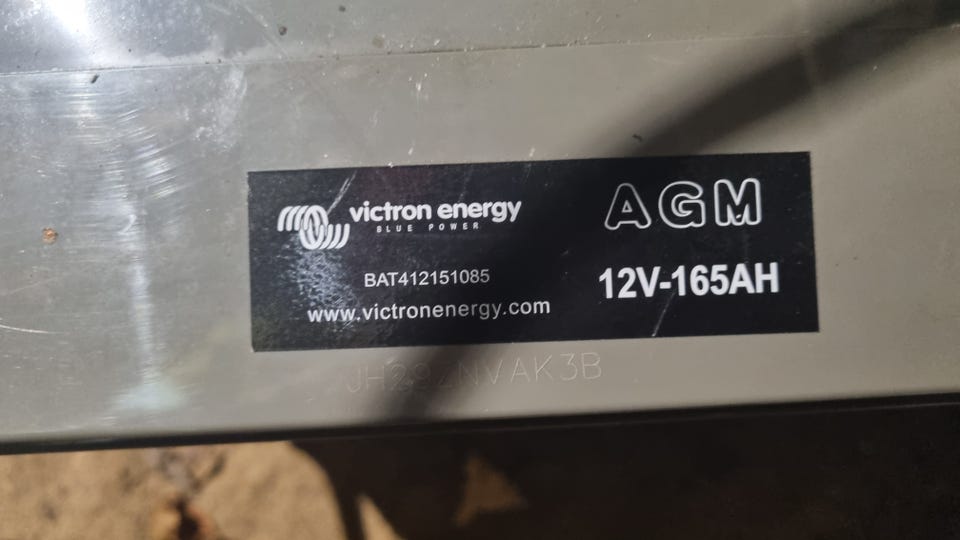 victron energy
BLUE POWER
AGM
BAT412151085
12V-165AH
www.victronenergy.com